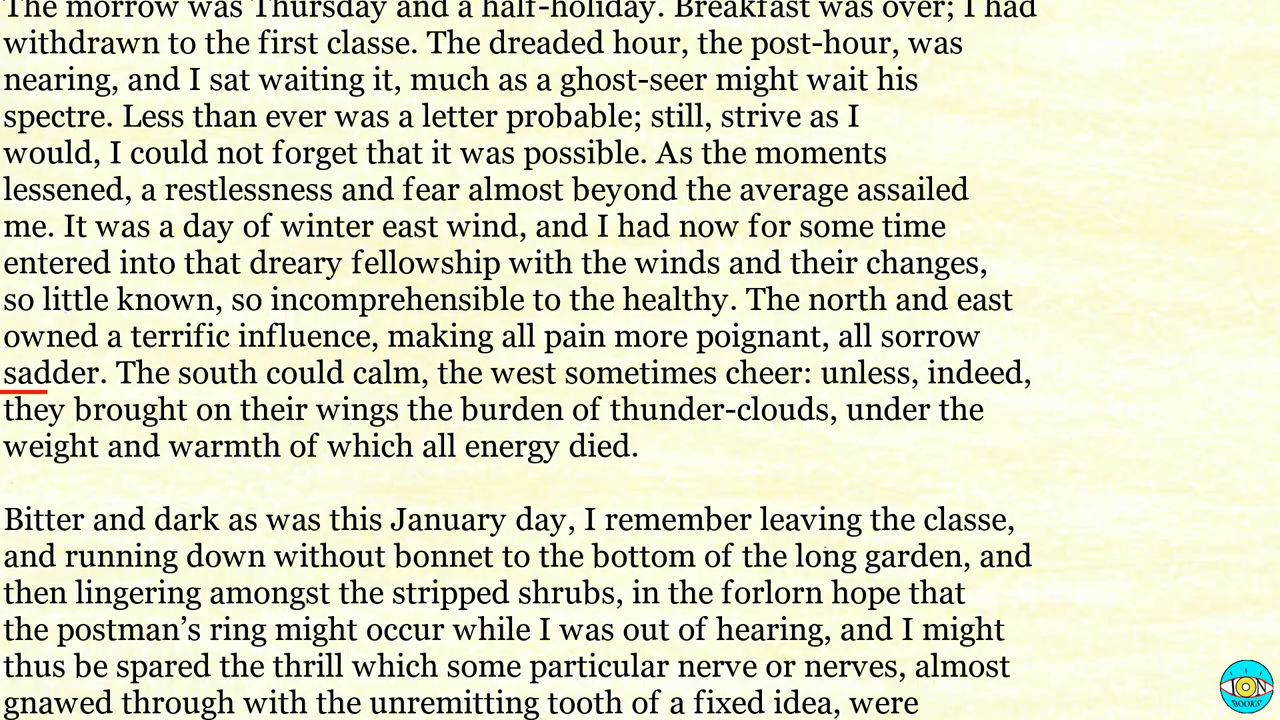 The morrow was Thursday and a half-holiday. Breakfast was over; I had
withdrawn to the first classe. The dreaded hour, the post-hour, was
nearing, and I sat waiting it, much as a ghost-seer might wait his
spectre. Less than ever was a letter probable; still, strive as I
would, I could not forget that it was possible. As the moments
lessened, a restlessness and fear almost beyond the average assailed
me. It was a day of winter east wind, and I had now for some time
entered into that dreary fellowship with the winds and their changes,
so little known, so incomprehensible to the healthy. The north and east
owned a terrific influence, making all pain more poignant, all sorrow
sadder. The south could calm, the west sometimes cheer: unless, indeed,
they brought on their wings the burden of thunder-clouds, under the
weight and warmth of which all energy died.
Bitter and dark as was this January day, I remember leaving the classe,
and running down without bonnet to the bottom of the long garden, and
then lingering amongst the stripped shrubs, in the forlorn hope that
the postman’s ring might occur while I was out of hearing, and I might
thus be spared the thrill which some particular nerve or nerves, almost
gnawed through with the unremitting tooth of a fixed idea, were
ION
BOOKS